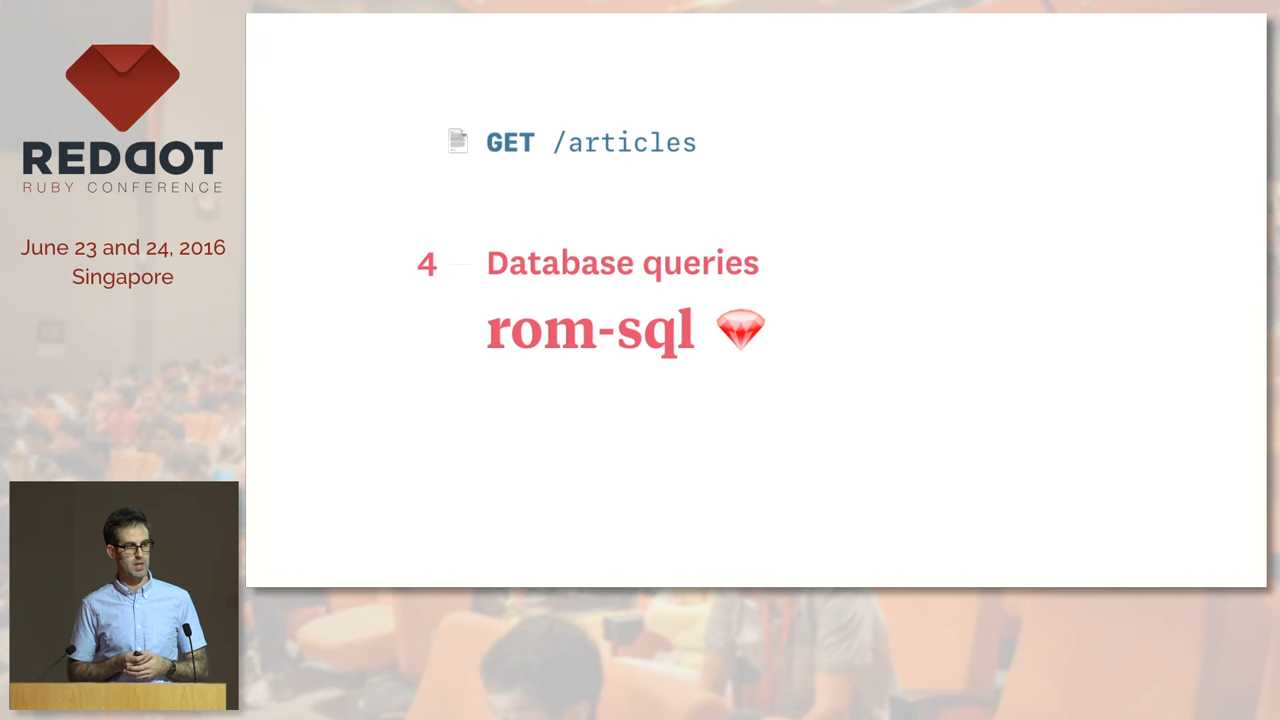 REDDOT
RUBY CONFERENCE
June 23 and 24, 2016
Singapore
GET /articles
4 — Database queries
rom-sql